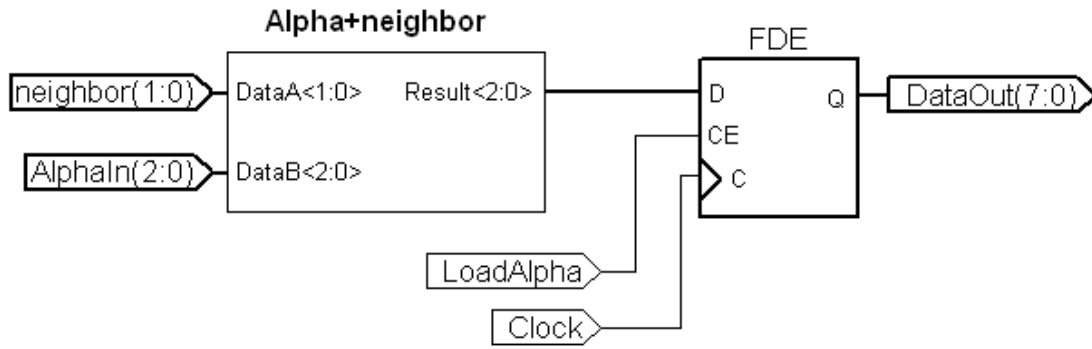 Alpha+neighbor
FDE
neighbor(1:0)
DataA<1:0>
Result<2:0>
D
Q
DataOut(7:0)
CE
AlphaIn(2:0)
DataB<2:0>
C
LoadAlpha
Clock